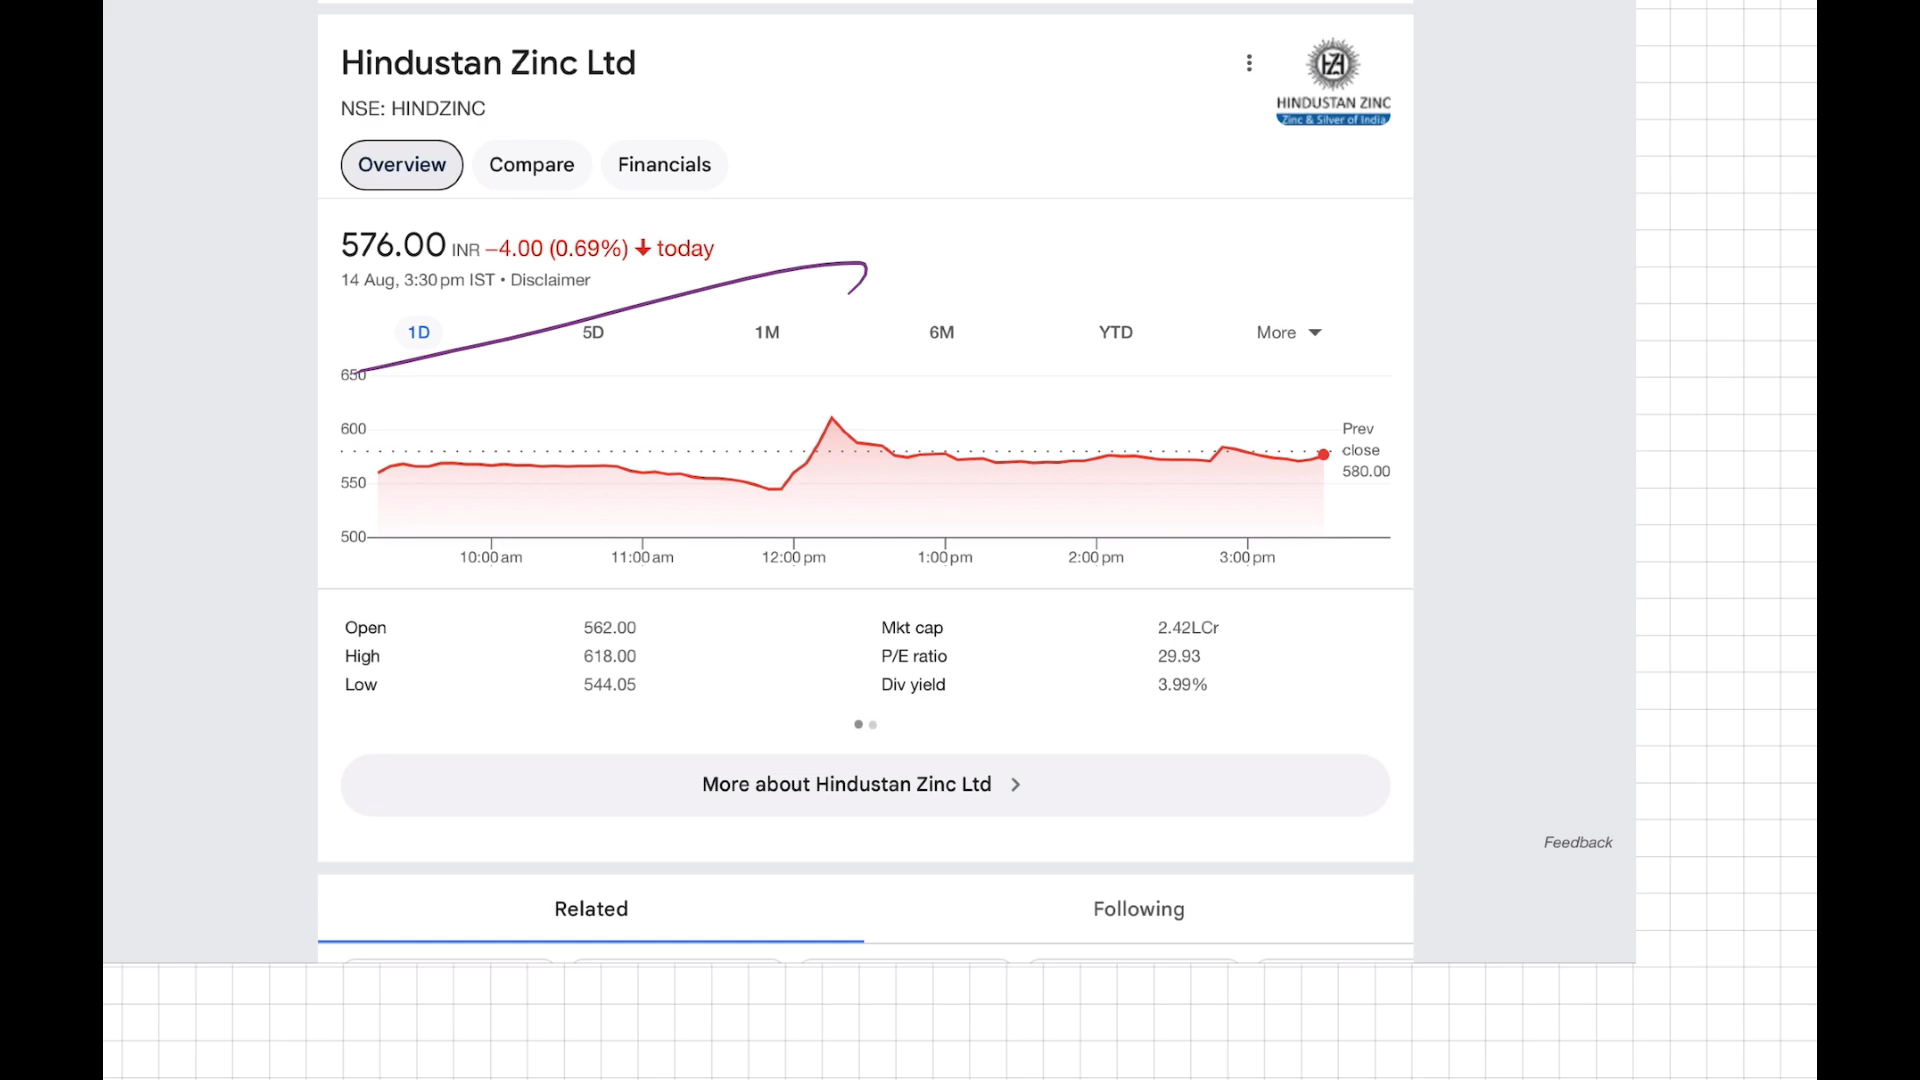 Hindustan Zinc Ltd
NSE: HINDZINC
HINDUSTAN ZINC
Zinc & Silver of India
Overview Compare Financials
576.00 INR −4.00 (0.69%) ↓ today
14 Aug, 3:30 pm IST • Disclaimer
1D 5D 1M 6M YTD More
650
600
550
500
Prev
close
580.00
10:00 am 11:00 am 12:00 pm 1:00 pm 2:00 pm 3:00 pm
Open 562.00 Mkt cap 2.42LCr
High 618.00 P/E ratio 29.93
Low 544.05 Div yield 3.99%
More about Hindustan Zinc Ltd
Feedback
Related Following